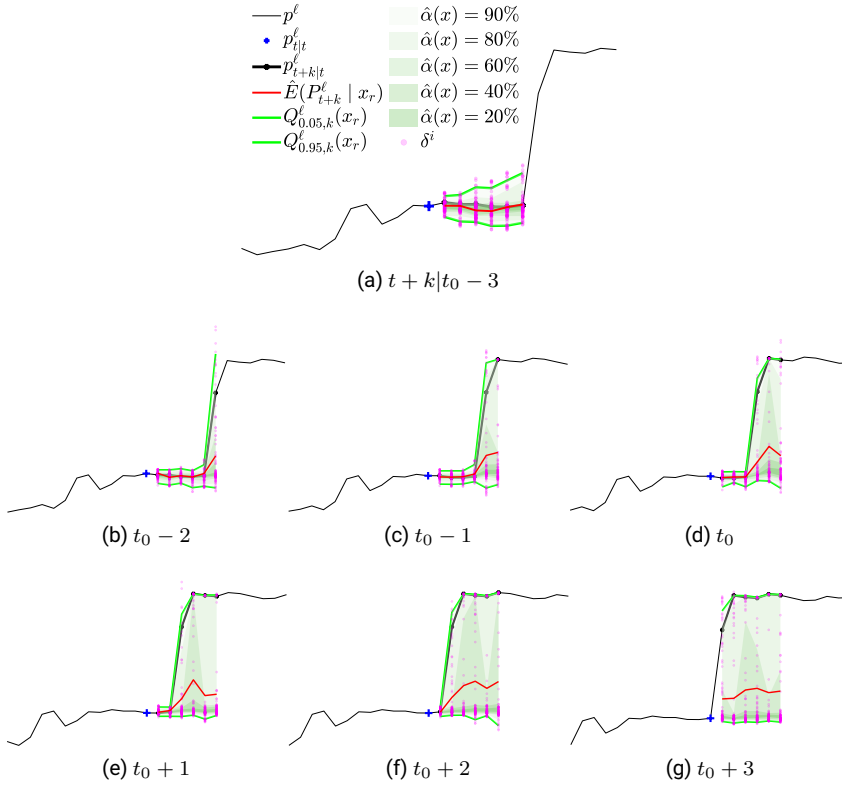 p^ℓ
p^ℓ_{t|t}
p^ℓ_{t+k|t}
Ê(P^ℓ_{t+k} | x_r)
Q^ℓ_{0.05,k}(x_r)
Q^ℓ_{0.95,k}(x_r)
α̂(x) = 90%
α̂(x) = 80%
α̂(x) = 60%
α̂(x) = 40%
α̂(x) = 20%
δ^i
(a) t + k|t_0 − 3
(b) t_0 − 2
(c) t_0 − 1
(d) t_0
(e) t_0 + 1
(f) t_0 + 2
(g) t_0 + 3